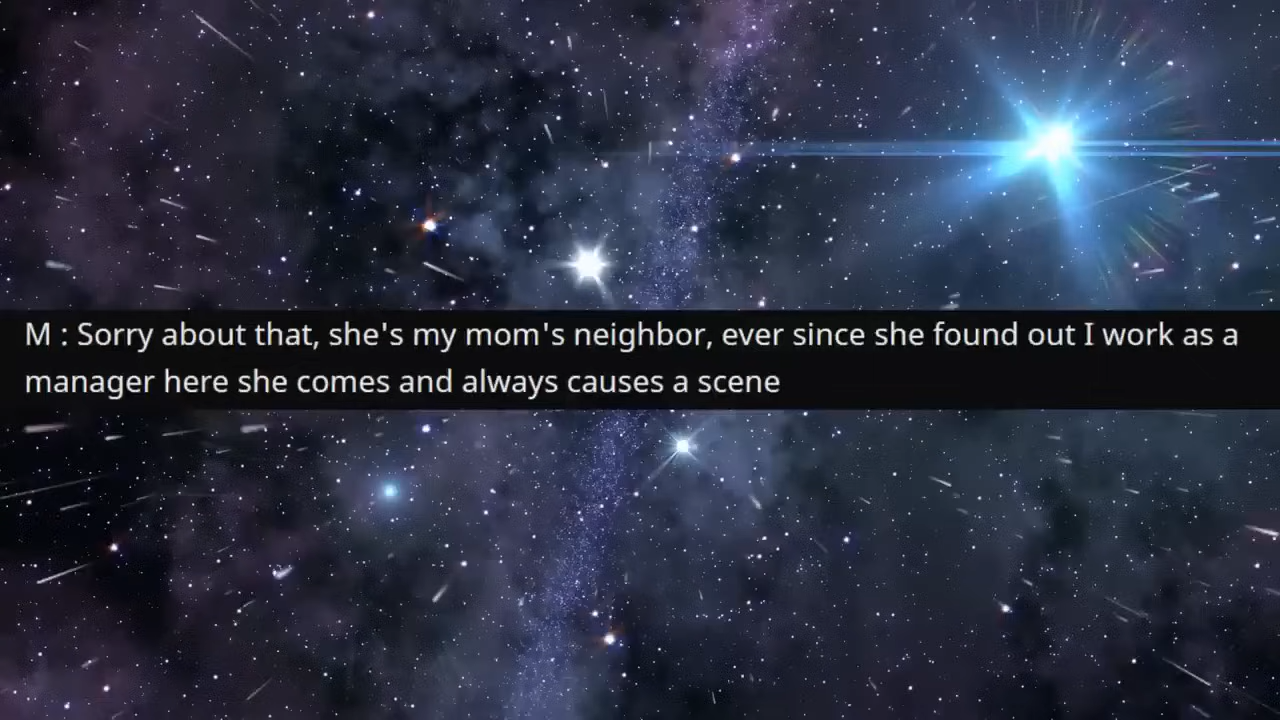 M : Sorry about that, she's my mom's neighbor, ever since she found out I work as a
manager here she comes and always causes a scene